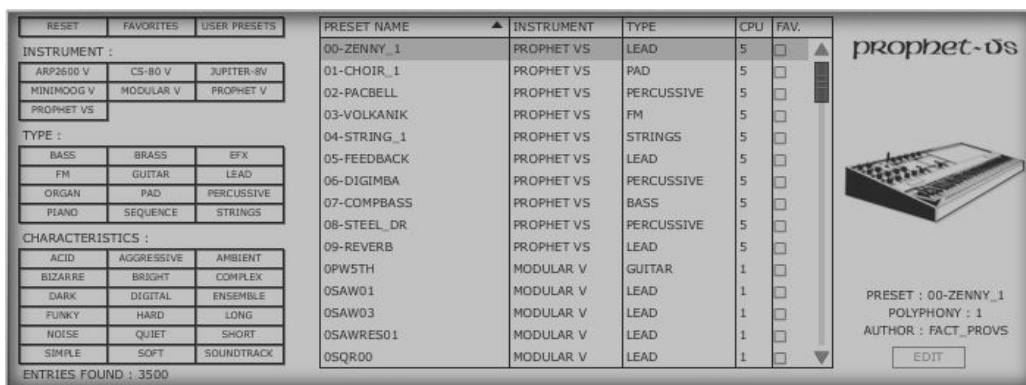 RESET FAVORITES USER PRESETS
INSTRUMENT :
ARP2600 V CS-80 V JUPITER-8V
MINIMOOG V MODULAR V PROPHET V
PROPHET VS
TYPE :
BASS BRASS EFX
FM GUITAR LEAD
ORGAN PAD PERCUSSIVE
PIANO SEQUENCE STRINGS
CHARACTERISTICS :
ACID AGGRESSIVE AMBIENT
BIZARRE BRIGHT COMPLEX
DARK DIGITAL ENSEMBLE
FUNKY HARD LONG
NOISE QUIET SHORT
SIMPLE SOFT SOUNDTRACK
ENTRIES FOUND : 3500
PRESET NAME INSTRUMENT TYPE CPU FAV.
00-ZENNY_1 PROPHET VS LEAD 5
01-CHOIR_1 PROPHET VS PAD 5
02-PACBELL PROPHET VS PERCUSSIVE 5
03-VOLKANIK PROPHET VS FM 5
04-STRING_1 PROPHET VS STRINGS 5
05-FEEDBACK PROPHET VS LEAD 5
06-DIGIMBA PROPHET VS PERCUSSIVE 5
07-COMPBASS PROPHET VS BASS 5
08-STEEL_DR PROPHET VS PERCUSSIVE 5
09-REVERB PROPHET VS LEAD 5
0PW5TH MODULAR V GUITAR 1
0SAW01 MODULAR V LEAD 1
0SAW03 MODULAR V LEAD 1
0SAWRES01 MODULAR V LEAD 1
0SQR00 MODULAR V LEAD 1
prophet-vs
PRESET : 00-ZENNY_1
POLYPHONY : 1
AUTHOR : FACT_PROVS
EDIT